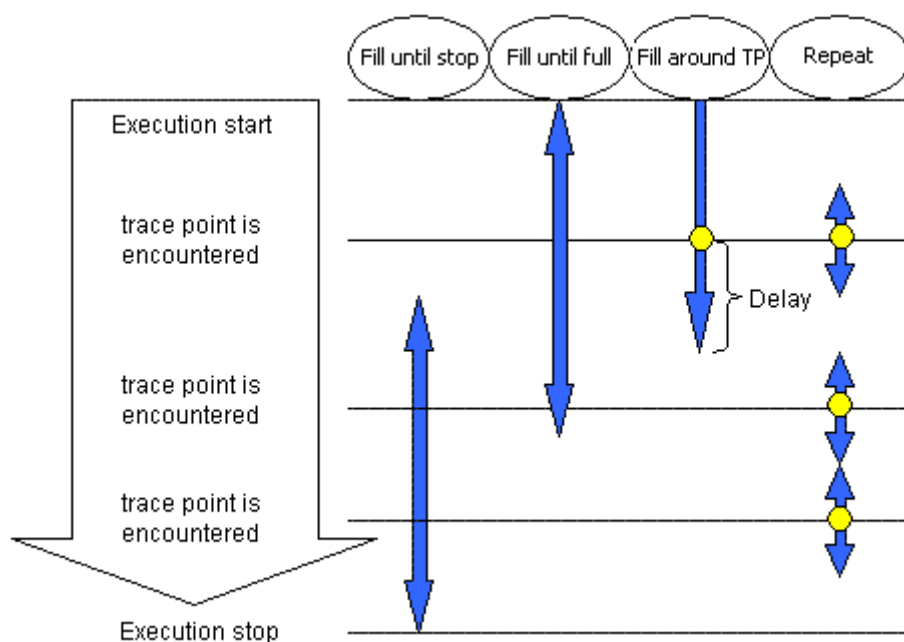 Fill until stop
Fill until full
Fill around TP
Repeat
Execution start
trace point is
encountered
Delay
trace point is
encountered
trace point is
encountered
Execution stop